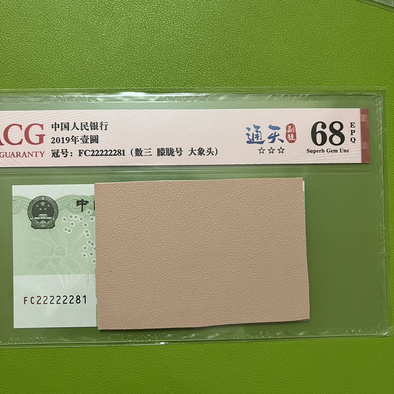 ACG
GUARANTY
中国人民银行
2019年壹圆
冠号：FC22222281（数三 朦胧号 大象头）
通天
☆☆☆
68
EPQ
Superb Gem Unc
中
FC22222281